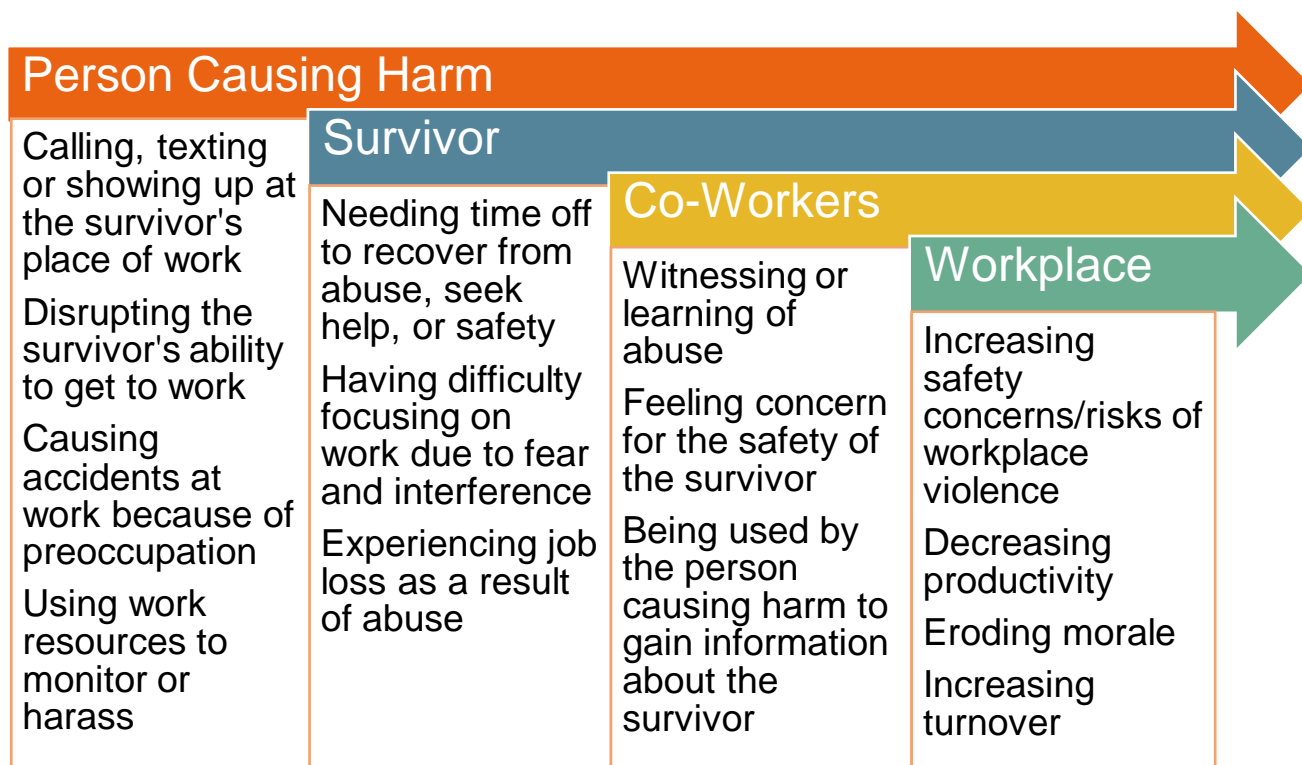 Person Causing Harm
Calling, texting
or showing up at
the survivor's
place of work
Disrupting the
survivor's ability
to get to work
Causing
accidents at
work because of
preoccupation
Using work
resources to
monitor or
harass
Survivor
Needing time off
to recover from
abuse, seek
help, or safety
Having difficulty
focusing on
work due to fear
and interference
Experiencing job
loss as a result
of abuse
Co-Workers
Witnessing or
learning of
abuse
Feeling concern
for the safety of
the survivor
Being used by
the person
causing harm to
gain information
about the
survivor
Workplace
Increasing
safety
concerns/risks of
workplace
violence
Decreasing
productivity
Eroding morale
Increasing
turnover